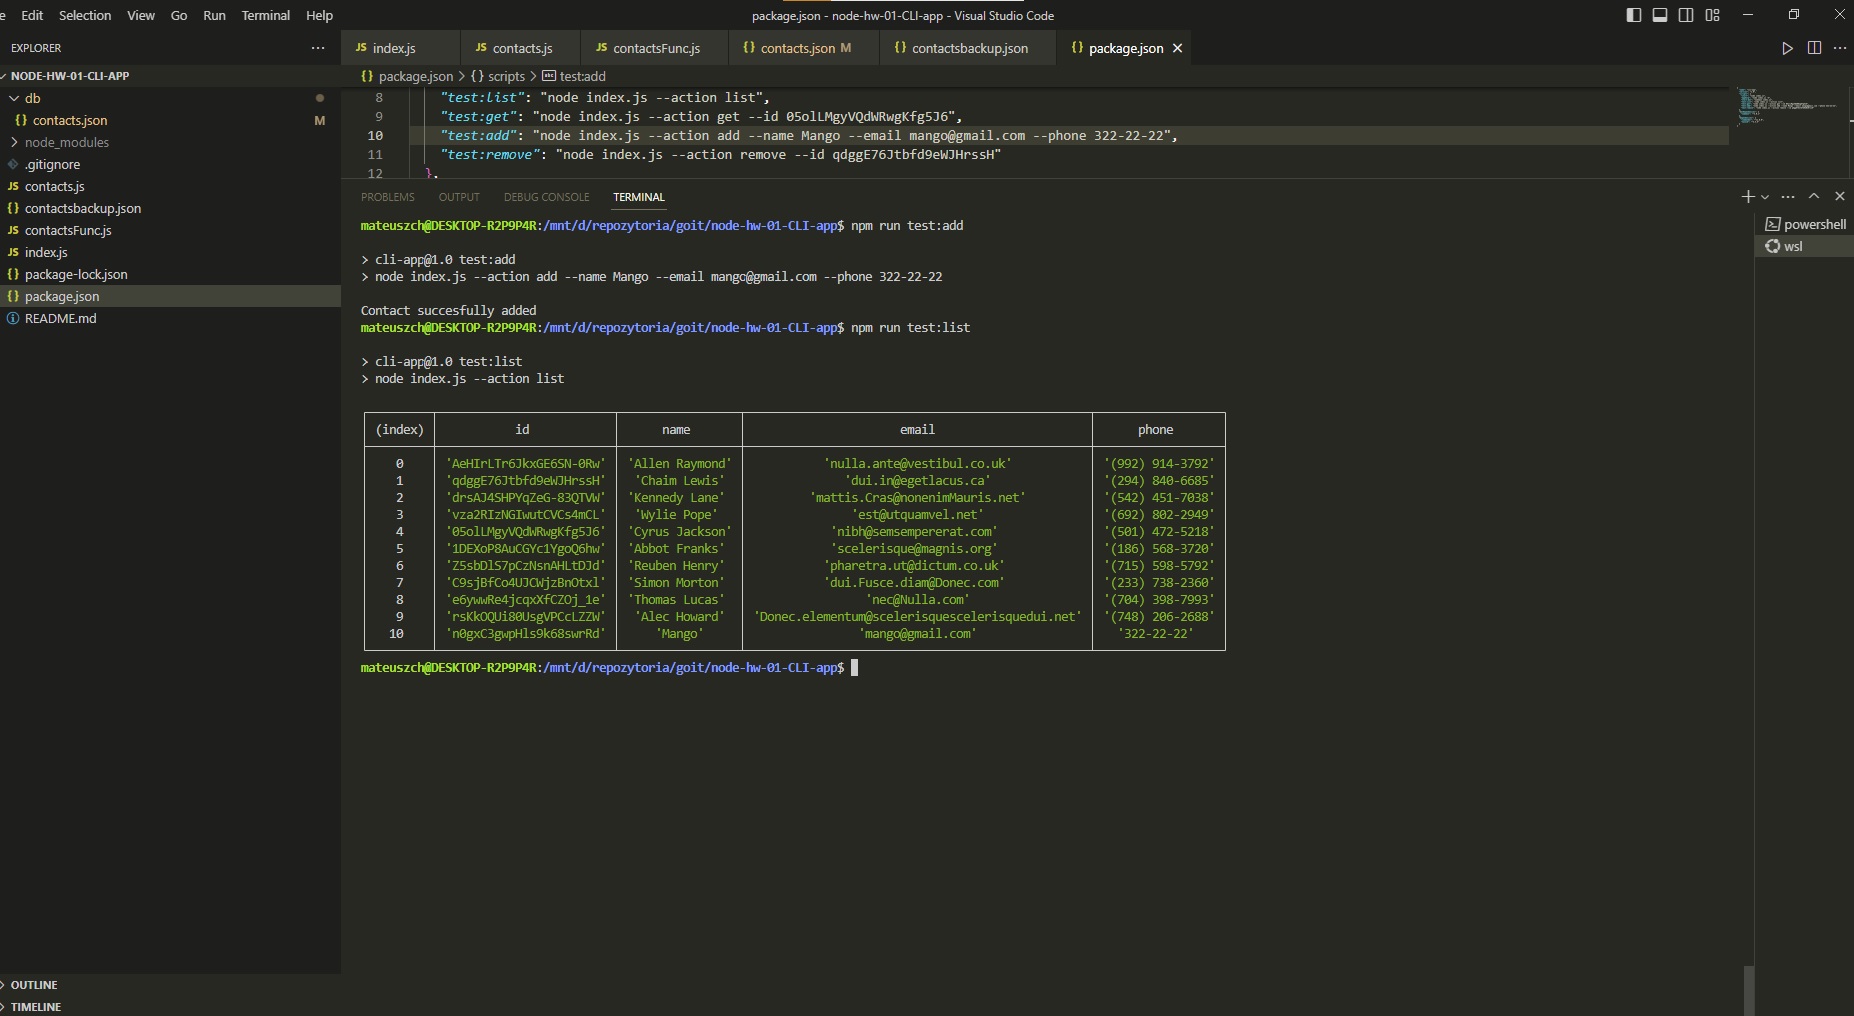 Edit Selection View Go Run Terminal Help
package.json - node-hw-01-CLI-app - Visual Studio Code
EXPLORER
NODE-HW-01-CLI-APP
db
contacts.json M
node_modules
.gitignore
contacts.js
contactsbackup.json
contactsFunc.js
index.js
package-lock.json
package.json
README.md
OUTLINE
TIMELINE
JS index.js JS contacts.js JS contactsFunc.js {} contacts.json M {} contactsbackup.json {} package.json
{} package.json > {} scripts > abc test:add
8 "test:list": "node index.js --action list",
9 "test:get": "node index.js --action get --id 05olLMgyVQdWRwgKfg5J6",
10 "test:add": "node index.js --action add --name Mango --email mango@gmail.com --phone 322-22-22",
11 "test:remove": "node index.js --action remove --id qdggE76Jtbfd9eWJHrssH"
12 },
PROBLEMS OUTPUT DEBUG CONSOLE TERMINAL
powershell
wsl
mateuszch@DESKTOP-R2P9P4R:/mnt/d/repozytoria/goit/node-hw-01-CLI-app$ npm run test:add
> cli-app@1.0 test:add
> node index.js --action add --name Mango --email mango@gmail.com --phone 322-22-22
Contact succesfully added
mateuszch@DESKTOP-R2P9P4R:/mnt/d/repozytoria/goit/node-hw-01-CLI-app$ npm run test:list
> cli-app@1.0 test:list
> node index.js --action list
(index) id name email phone
0 'AeHIrLTr6JkxGE6SN-0Rw' 'Allen Raymond' 'nulla.ante@vestibul.co.uk' '(992) 914-3792'
1 'qdggE76Jtbfd9eWJHrssH' 'Chaim Lewis' 'dui.in@egetlacus.ca' '(294) 840-6685'
2 'drsAJ4SHPYqZeG-83QTVW' 'Kennedy Lane' 'mattis.Cras@nonenimMauris.net' '(542) 451-7038'
3 'vza2RIzNGIwutCVCs4mCL' 'Wylie Pope' 'est@utquamvel.net' '(692) 802-2949'
4 '05olLMgyVQdWRwgKfg5J6' 'Cyrus Jackson' 'nibh@semsempererat.com' '(501) 472-5218'
5 '1DEXoP8AuCGYc1YgoQ6hw' 'Abbot Franks' 'scelerisque@magnis.org' '(186) 568-3720'
6 'Z5sbDlS7pCzNsnAHLtDJd' 'Reuben Henry' 'pharetra.ut@dictum.co.uk' '(715) 598-5792'
7 'C9sjBfCo4UJCWjzBnOtxl' 'Simon Morton' 'dui.Fusce.diam@Donec.com' '(233) 738-2360'
8 'e6ywwRe4jcqxXfCZOj_1e' 'Thomas Lucas' 'nec@Nulla.com' '(704) 398-7993'
9 'rsKkOQUi80UsgVPCcLZZW' 'Alec Howard' 'Donec.elementum@scelerisquescelerisquedui.net' '(748) 206-2688'
10 'n0gxC3gwpHls9k68swrRd' 'Mango' 'mango@gmail.com' '322-22-22'
mateuszch@DESKTOP-R2P9P4R:/mnt/d/repozytoria/goit/node-hw-01-CLI-app$